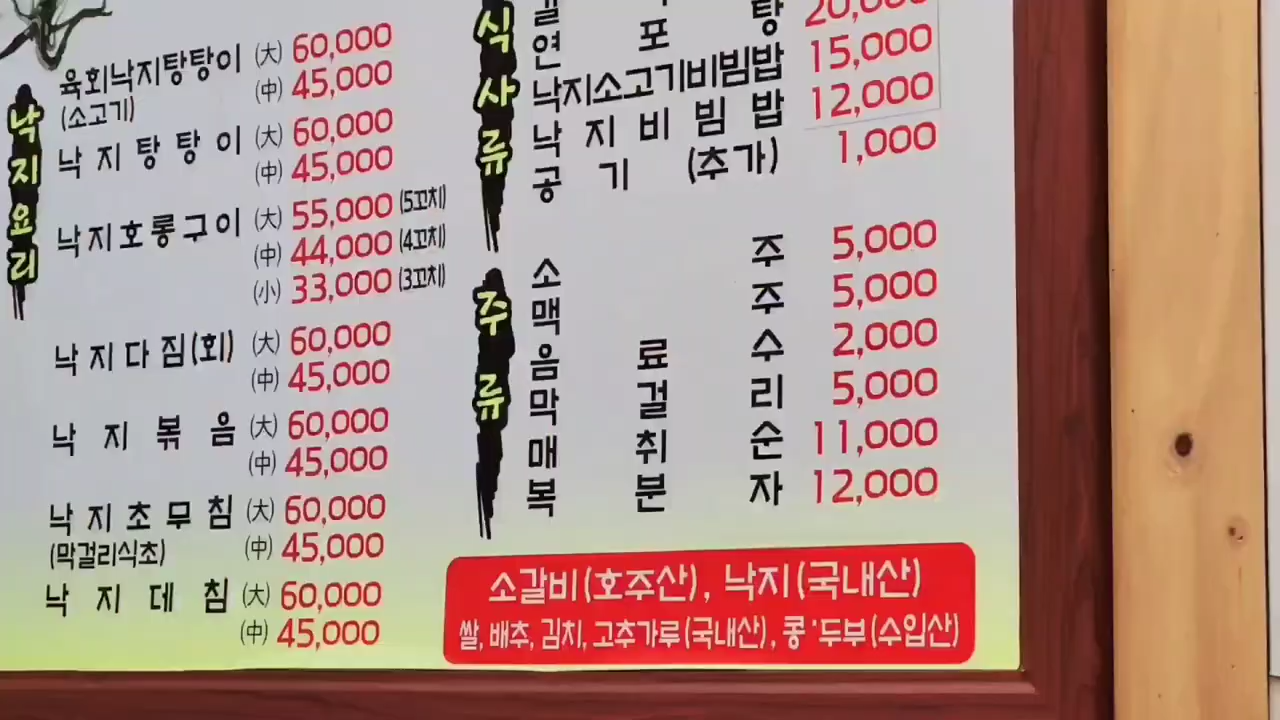 낙지요리
육회낙지탕탕이 (大) 60,000
(소고기) (中) 45,000
낙지탕탕이 (大) 60,000
(中) 45,000
낙지호롱구이 (大) 55,000 (5꼬치)
(中) 44,000 (4꼬치)
(小) 33,000 (3꼬치)
낙지다짐(회) (大) 60,000
(中) 45,000
낙지볶음 (大) 60,000
(中) 45,000
낙지초무침 (大) 60,000
(막걸리식초) (中) 45,000
낙지데침 (大) 60,000
(中) 45,000
식사류
연포탕 20,000
낙지소고기비빔밥 15,000
낙지비빔밥 12,000
공기(추가) 1,000
주류
소주 5,000
맥주 5,000
음료수 2,000
막걸리 5,000
매취순 11,000
복분자 12,000
소갈비(호주산), 낙지(국내산)
쌀, 배추, 김치, 고추가루(국내산), 콩·두부(수입산)